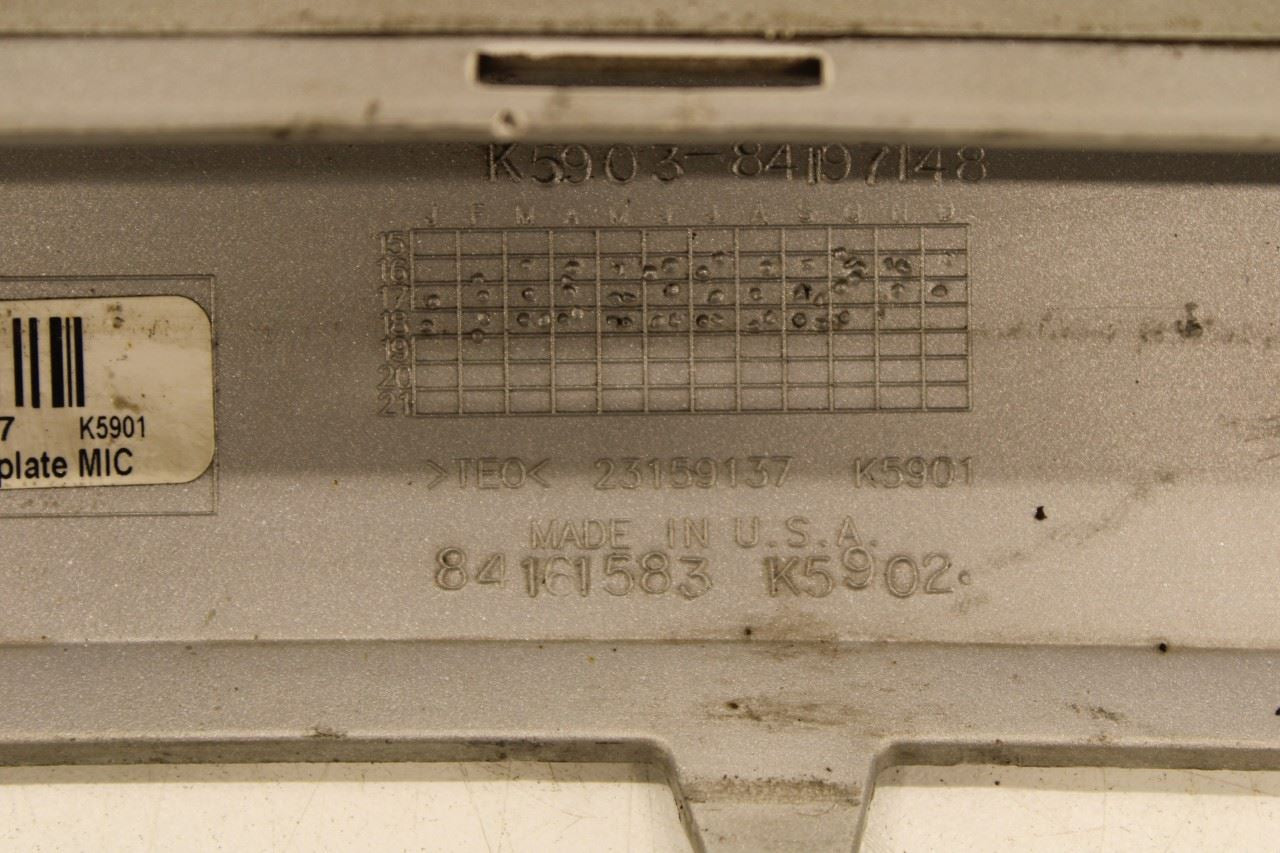 K5903-84197148
J F M A M J J A S O N D
15
16
17
18
19
20
21
7 K5901
plate MIC
>TEO< 23159137 K5901
MADE IN U.S.A.
84161583 K5902